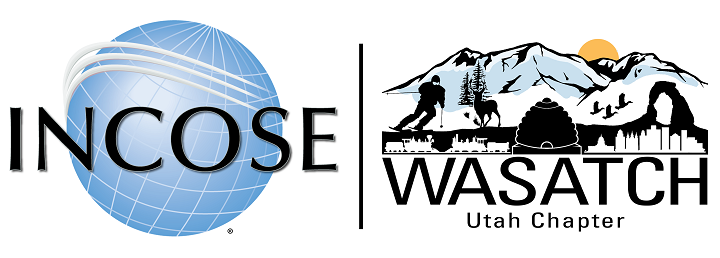 INCOSE
®
WASATCH
Utah Chapter